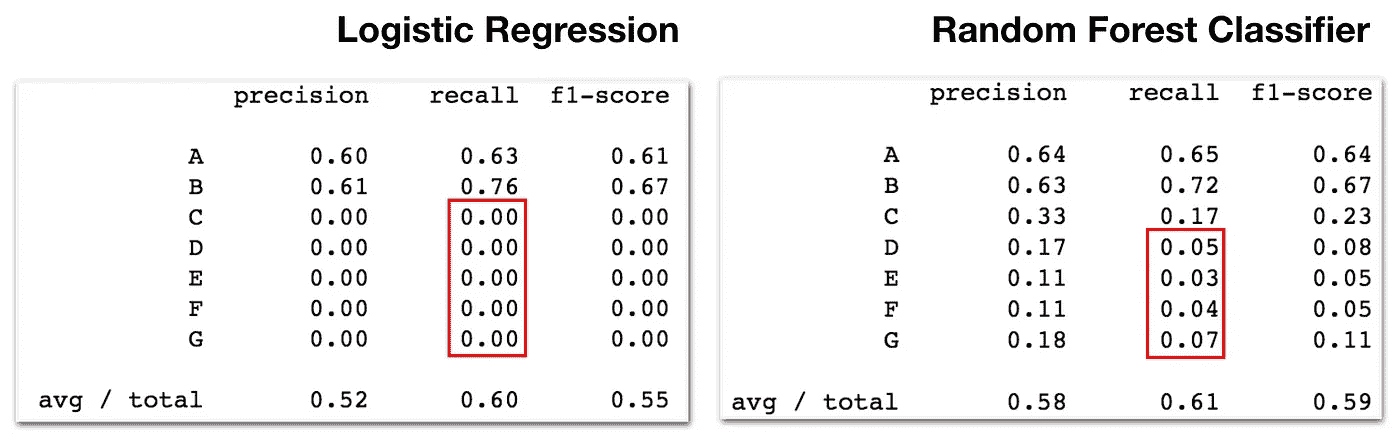 Logistic Regression
precision recall f1-score
A 0.60 0.63 0.61
B 0.61 0.76 0.67
C 0.00 0.00 0.00
D 0.00 0.00 0.00
E 0.00 0.00 0.00
F 0.00 0.00 0.00
G 0.00 0.00 0.00
avg / total 0.52 0.60 0.55
Random Forest Classifier
precision recall f1-score
A 0.64 0.65 0.64
B 0.63 0.72 0.67
C 0.33 0.17 0.23
D 0.17 0.05 0.08
E 0.11 0.03 0.05
F 0.11 0.04 0.05
G 0.18 0.07 0.11
avg / total 0.58 0.61 0.59